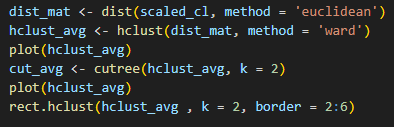 dist_mat <- dist(scaled_cl, method = 'euclidean')
hclust_avg <- hclust(dist_mat, method = 'ward')
plot(hclust_avg)
cut_avg <- cutree(hclust_avg, k = 2)
plot(hclust_avg)
rect.hclust(hclust_avg , k = 2, border = 2:6)